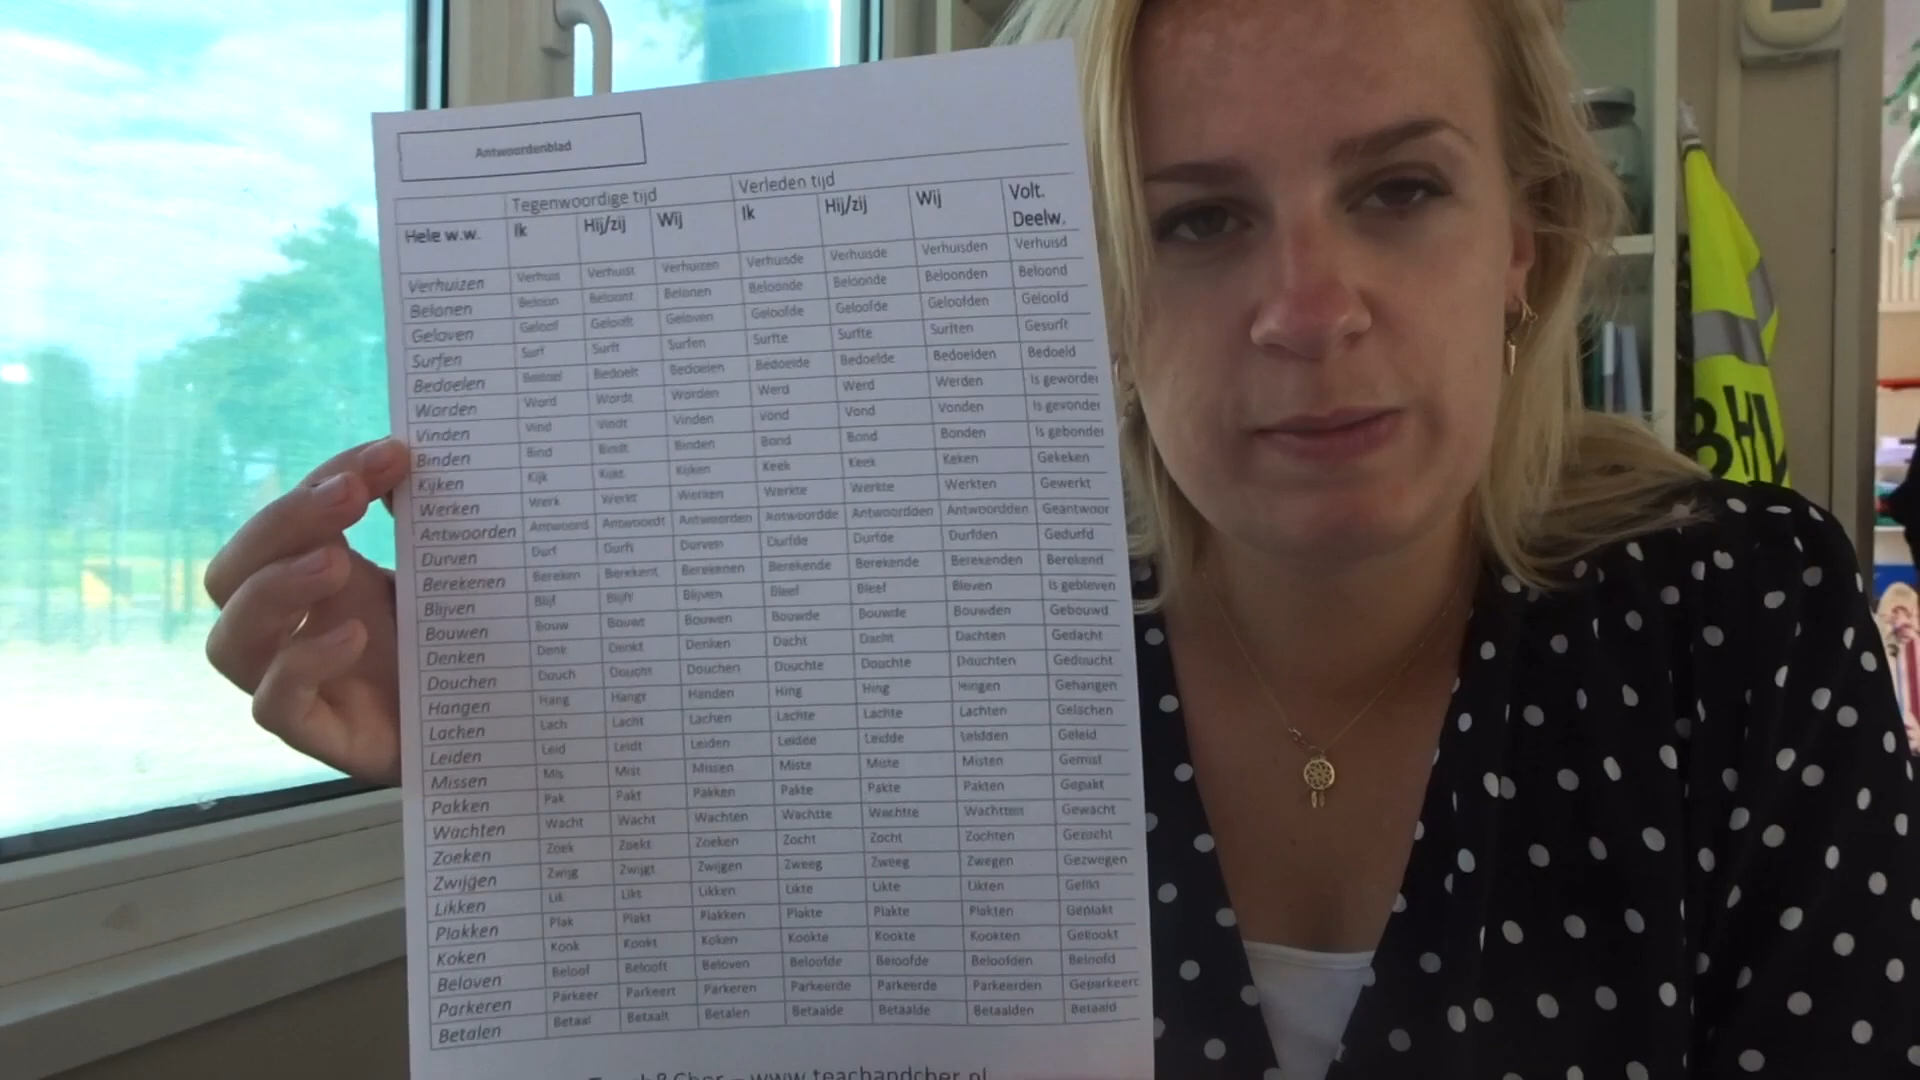 Antwoordenblad
Tegenwoordige tijd Verleden tijd
Hele w.w. Ik Hij/zij Wij Ik Hij/zij Wij Volt. Deelw.
Verhuizen Verhuis Verhuist Verhuizen Verhuisde Verhuisde Verhuisden Verhuisd
Belonen Beloon Beloont Belonen Beloonde Beloonde Beloonden Beloond
Geloven Geloof Gelooft Geloven Geloofde Geloofde Geloofden Geloofd
Surfen Surf Surft Surfen Surfte Surfte Surften Gesurft
Bedoelen Bedoel Bedoelt Bedoelen Bedoelde Bedoelde Bedoelden Bedoeld
Worden Word Wordt Worden Werd Werd Werden Is geworden
Vinden Vind Vindt Vinden Vond Vond Vonden Is gevonden
Binden Bind Bindt Binden Bond Bond Bonden Is gebonden
Kijken Kijk Kijkt Kijken Keek Keek Keken Gekeken
Werken Werk Werkt Werken Werkte Werkte Werkten Gewerkt
Antwoorden Antwoord Antwoordt Antwoorden Antwoordde Antwoordden Antwoordden Geantwoor
Durven Durf Durft Durven Durfde Durfde Durfden Gedurfd
Berekenen Bereken Berekent Berekenen Berekende Berekende Berekenden Berekend
Blijven Blijf Blijft Blijven Bleef Bleef Bleven Is gebleven
Bouwen Bouw Bouwt Bouwen Bouwde Bouwde Bouwden Gebouwd
Denken Denk Denkt Denken Dacht Dacht Dachten Gedacht
Douchen Douch Doucht Douchen Douchte Douchte Douchten Gedoucht
Hangen Hang Hangt Handen Hing Hing Hingen Gehangen
Lachen Lach Lacht Lachen Lachte Lachte Lachten Gelachen
Leiden Leid Leidt Leiden Leidde Leidde Leidden Geleid
Missen Mis Mist Missen Miste Miste Misten Gemist
Pakken Pak Pakt Pakken Pakte Pakte Pakten Gepakt
Wachten Wacht Wacht Wachten Wachtte Wachtte Wachtten Gewacht
Zoeken Zoek Zoekt Zoeken Zocht Zocht Zochten Gezocht
Zwijgen Zwijg Zwijgt Zwijgen Zweeg Zweeg Zwegen Gezwegen
Likken Lik Likt Likken Likte Likte Likten Gelikt
Plakken Plak Plakt Plakken Plakte Plakte Plakten Geplakt
Koken Kook Kookt Koken Kookte Kookte Kookten Gekookt
Beloven Beloof Belooft Beloven Beloofde Beloofde Beloofden Beloofd
Parkeren Parkeer Parkeert Parkeren Parkeerde Parkeerde Parkeerden Geparkeert
Betalen Betaal Betaalt Betalen Betaalde Betaalde Betaalden Betaald
www.teachandcher.nl
BHV